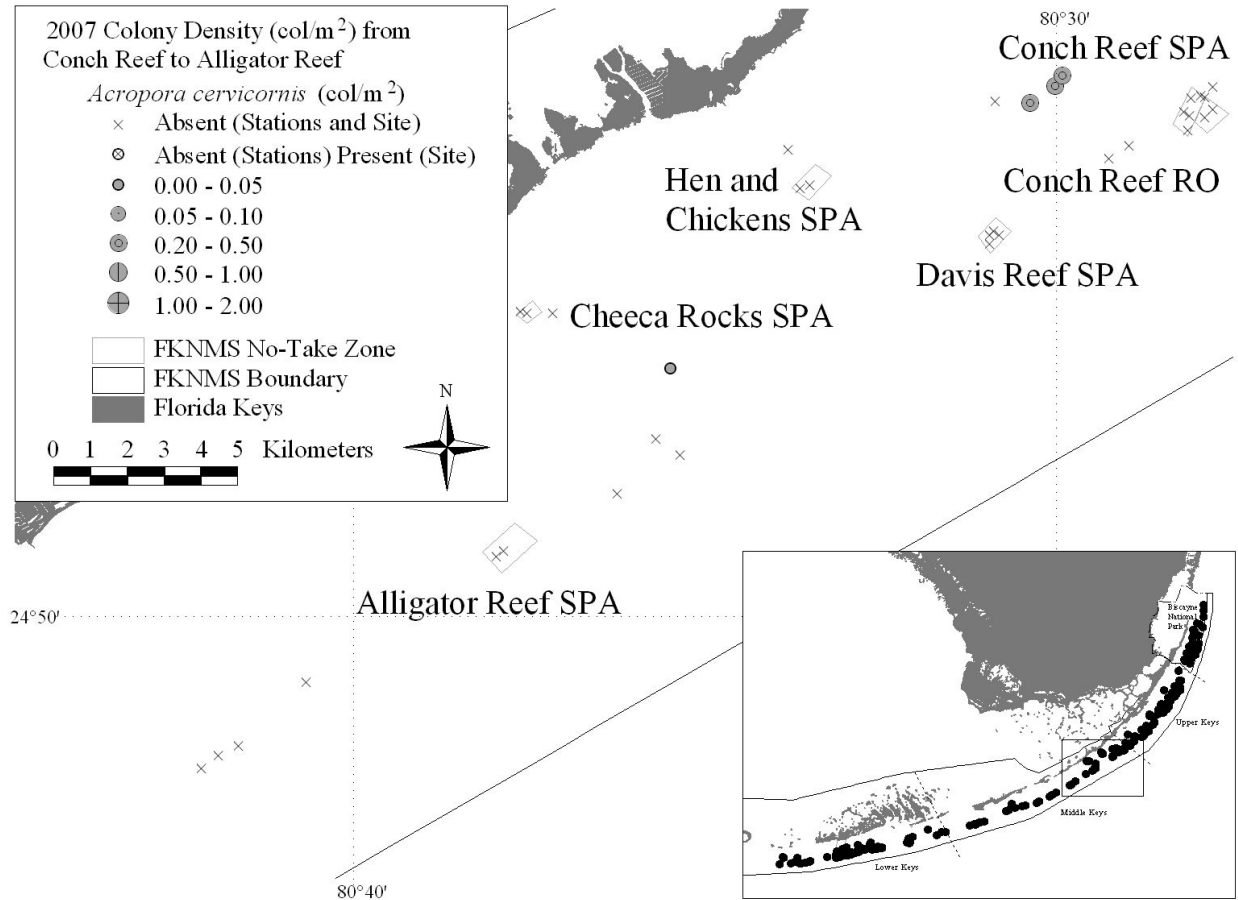 2007 Colony Density (col/m²) from
Conch Reef to Alligator Reef
Acropora cervicornis (col/m²)
Absent (Stations and Site)
Absent (Stations) Present (Site)
0.00 - 0.05
0.05 - 0.10
0.20 - 0.50
0.50 - 1.00
1.00 - 2.00
FKNMS No-Take Zone
FKNMS Boundary
Florida Keys
N
0 1 2 3 4 5 Kilometers
80°30'
Conch Reef SPA
Hen and
Chickens SPA
Conch Reef RO
Davis Reef SPA
Cheeca Rocks SPA
Alligator Reef SPA
24°50'
80°40'
Biscayne
National
Park
Upper Keys
Middle Keys
Lower Keys